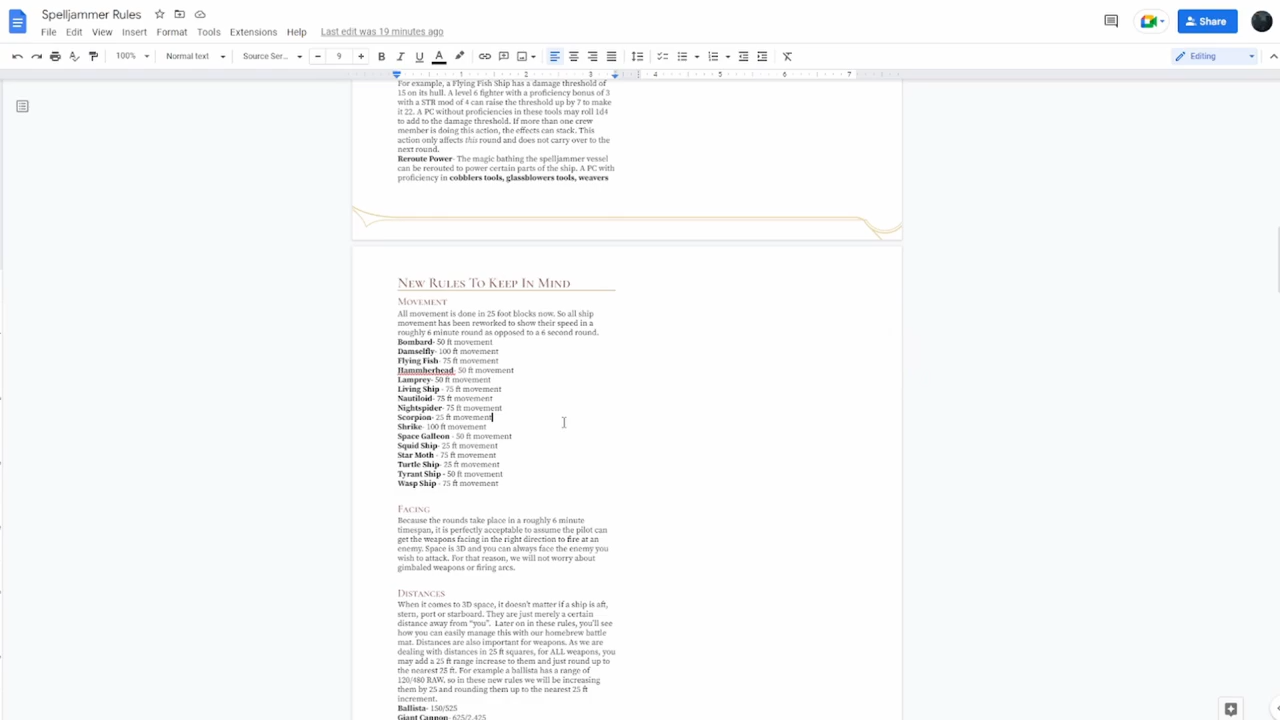 Spelljammer Rules
File Edit View Insert Format Tools Extensions Help Last edit was 19 minutes ago
Share
100% Normal text Source Ser... 9 Editing
1 1 2 3 4 5 6 7
For example, a Flying Fish Ship has a damage threshold of
15 on its hull. A level 6 fighter with a proficiency bonus of 3
with a STR mod of 4 can raise the threshold up by 7 to make
it 22. A PC without proficiencies in these tools may roll 1d4
to add to the damage threshold. If more than one crew
member is doing this action, the effects can stack. This
action only affects this round and does not carry over to the
next round.
Reroute Power- The magic bathing the spelljammer vessel
can be rerouted to power certain parts of the ship. A PC with
proficiency in cobblers tools, glassblowers tools, weavers
New Rules To Keep In Mind
Movement
All movement is done in 25 foot blocks now. So all ship
movement has been reworked to show their speed in a
roughly 6 minute round as opposed to a 6 second round.
Bombard- 50 ft movement
Damselfly- 100 ft movement
Flying Fish- 75 ft movement
Hammherhead- 50 ft movement
Lamprey- 50 ft movement
Living Ship - 75 ft movement
Nautiloid- 75 ft movement
Nightspider- 75 ft movement
Scorpion- 25 ft movement
Shrike- 100 ft movement
Space Galleon - 50 ft movement
Squid Ship- 25 ft movement
Star Moth - 75 ft movement
Turtle Ship- 25 ft movement
Tyrant Ship - 50 ft movement
Wasp Ship - 75 ft movement
Facing
Because the rounds take place in a roughly 6 minute
timespan, it is perfectly acceptable to assume the pilot can
get the weapons facing in the right direction to fire at an
enemy. Space is 3D and you can always face the enemy you
wish to attack. For that reason, we will not worry about
gimbaled weapons or firing arcs.
Distances
When it comes to 3D space, it doesn't matter if a ship is aft,
stern, port or starboard. They are just merely a certain
distance away from "you". Later on in these rules, you'll see
how you can easily manage this with our homebrew battle
mat. Distances are also important for weapons. As we are
dealing with distances in 25 ft squares, for ALL weapons, you
may add a 25 ft range increase to them and just round up to
the nearest 25 ft. For example a ballista has a range of
120/480 RAW. so in these new rules we will be increasing
them by 25 and rounding them up to the nearest 25 ft
increment.
Ballista- 150/525
Giant Cannon- 625/2,425